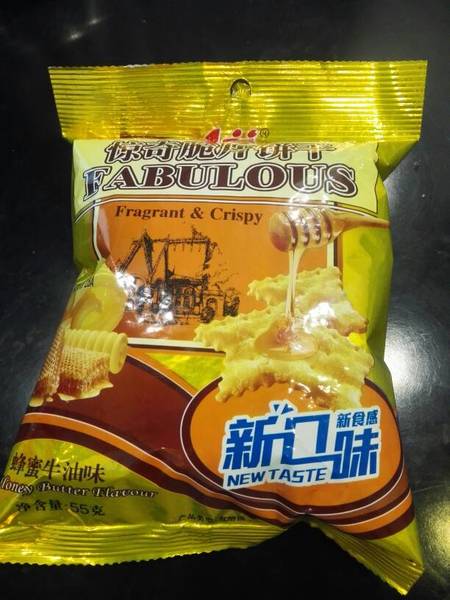 惊奇脆片饼干
FABULOUS
Fragrant & Crispy
新口味
新食感
NEW TASTE
蜂蜜牛油味
Honey Butter Flavour
净含量:55克